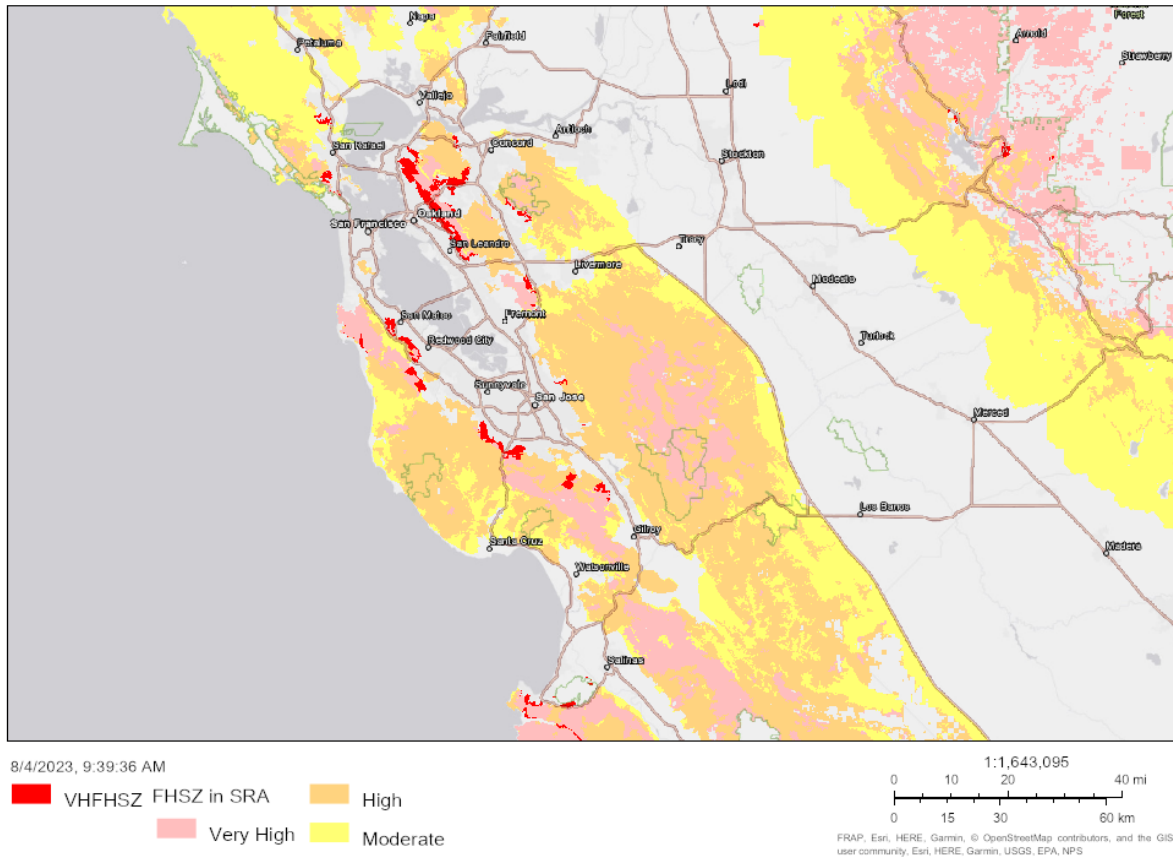 Forest
Napa
Fairfield
Arnold
Petaluma
Strawberry
Vallejo
Lodi
Antioch
San Rafael
Concord
Stockton
Oakland
San Francisco
San Leandro
Tracy
Livermore
Modesto
San Mateo
Fremont
Turlock
Redwood City
Sunnyvale
San Jose
Merced
Los Banos
Gilroy
Santa Cruz
Madera
Watsonville
Salinas
8/4/2023, 9:39:36 AM
VHFHSZ FHSZ in SRA High
Very High Moderate
1:1,643,095
0 10 20 40 mi
0 15 30 60 km
FRAP, Esri, HERE, Garmin, © OpenStreetMap contributors, and the GIS
user community, Esri, HERE, Garmin, USGS, EPA, NPS